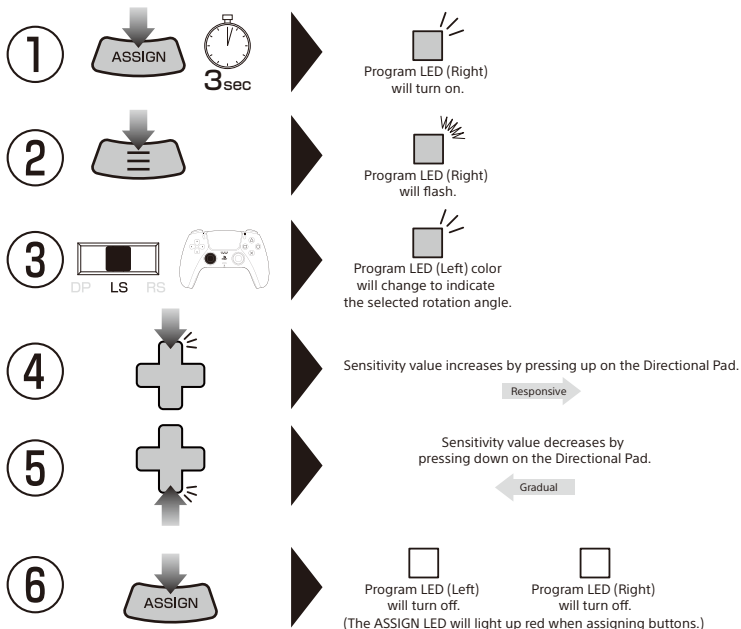 1
ASSIGN
3sec
Program LED (Right)
will turn on.
2
Program LED (Right)
will flash.
3
DP LS RS
Program LED (Left) color
will change to indicate
the selected rotation angle.
4
Sensitivity value increases by pressing up on the Directional Pad.
Responsive
5
Sensitivity value decreases by
pressing down on the Directional Pad.
Gradual
6
ASSIGN
Program LED (Left)
will turn off.
Program LED (Right)
will turn off.
(The ASSIGN LED will light up red when assigning buttons.)